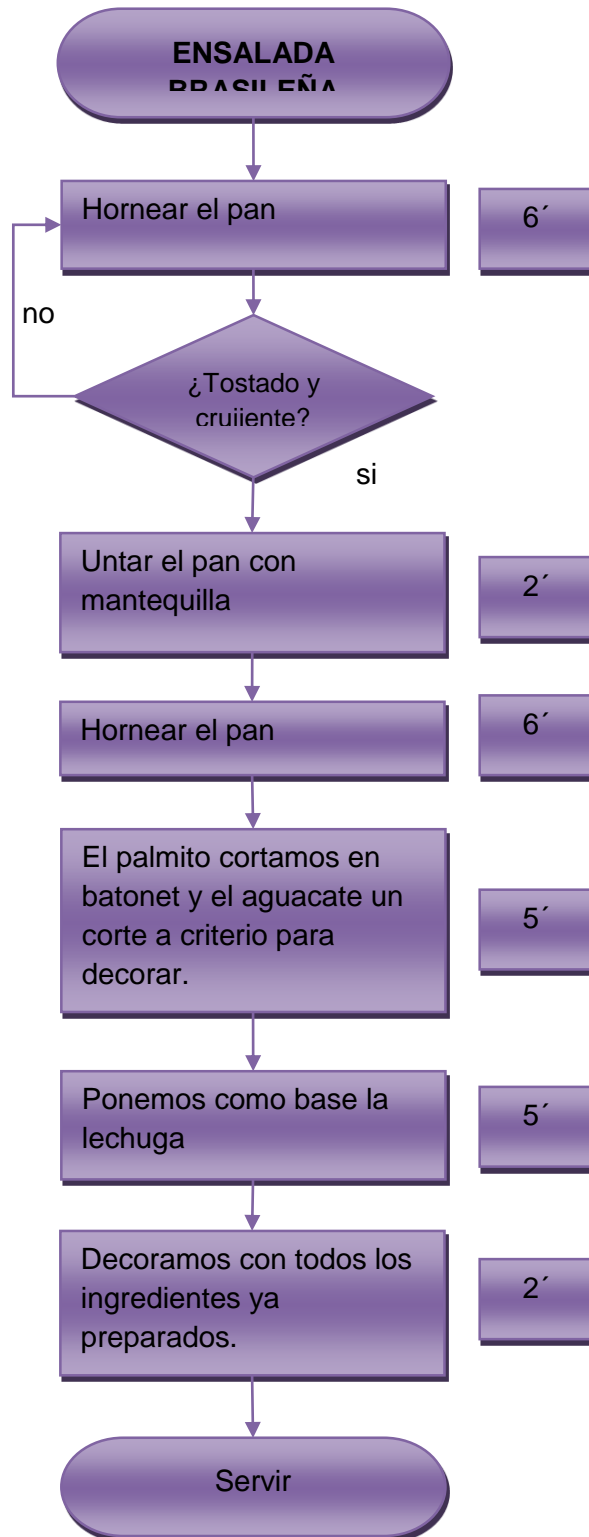 ENSALADA
BRASILEÑA
Hornear el pan
6´
no
¿Tostado y
crujiente?
si
Untar el pan con
mantequilla
2´
Hornear el pan
6´
El palmito cortamos en
batonet y el aguacate un
corte a criterio para
decorar.
5´
Ponemos como base la
lechuga
5´
Decoramos con todos los
ingredientes ya
preparados.
2´
Servir